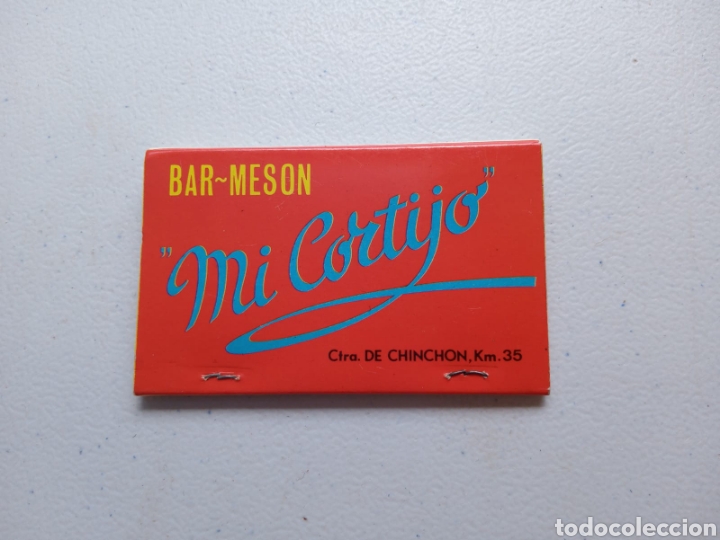 BAR~MESON
"Mi Cortijo"
Ctra. DE CHINCHON, Km. 35
todocoleccion